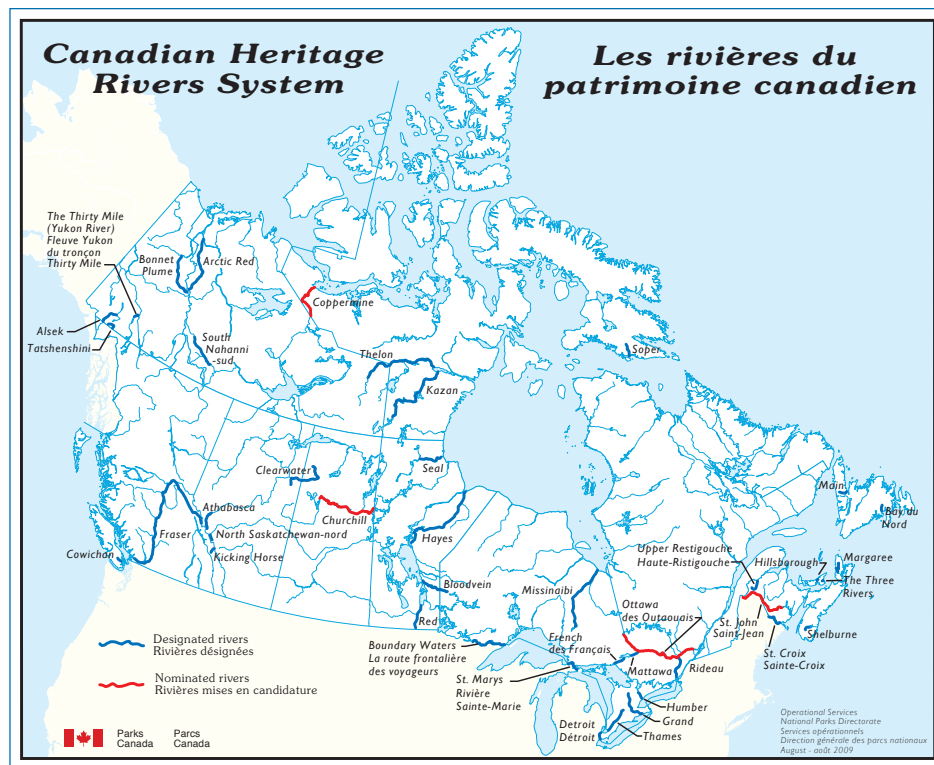 Canadian Heritage
Rivers System
Les rivières du
patrimoine canadien
The Thirty Mile
(Yukon River)
Fleuve Yukon
du tronçon
Thirty Mile
Bonnet
Plume
Arctic Red
Coppermine
Alsek
Tatshenshini
South
Nahanni
-sud
Thelon
Kazan
Soper
Clearwater
Seal
Main
Athabasca
Churchill
Bay du
Nord
Fraser
North Saskatchewan-nord
Hayes
Cowichan
Kicking Horse
Upper Restigouche
Haute-Ristigouche
Hillsborough
Margaree
Bloodvein
Missinaibi
The Three
Rivers
Ottawa
des Outaouais
Red
St. John
Saint-Jean
Shelburne
French
des Français
Boundary Waters
La route frontalière
des voyageurs
St. Croix
Sainte-Croix
Mattawa
Rideau
St. Marys
Rivière
Sainte-Marie
Humber
Grand
Detroit
Détroit
Thames
Designated rivers
Rivières désignées
Nominated rivers
Rivières mises en candidature
Parks
Canada
Parcs
Canada
Operational Services
National Parks Directorate
Services opérationnels
Direction générale des parcs nationaux
August - août 2009